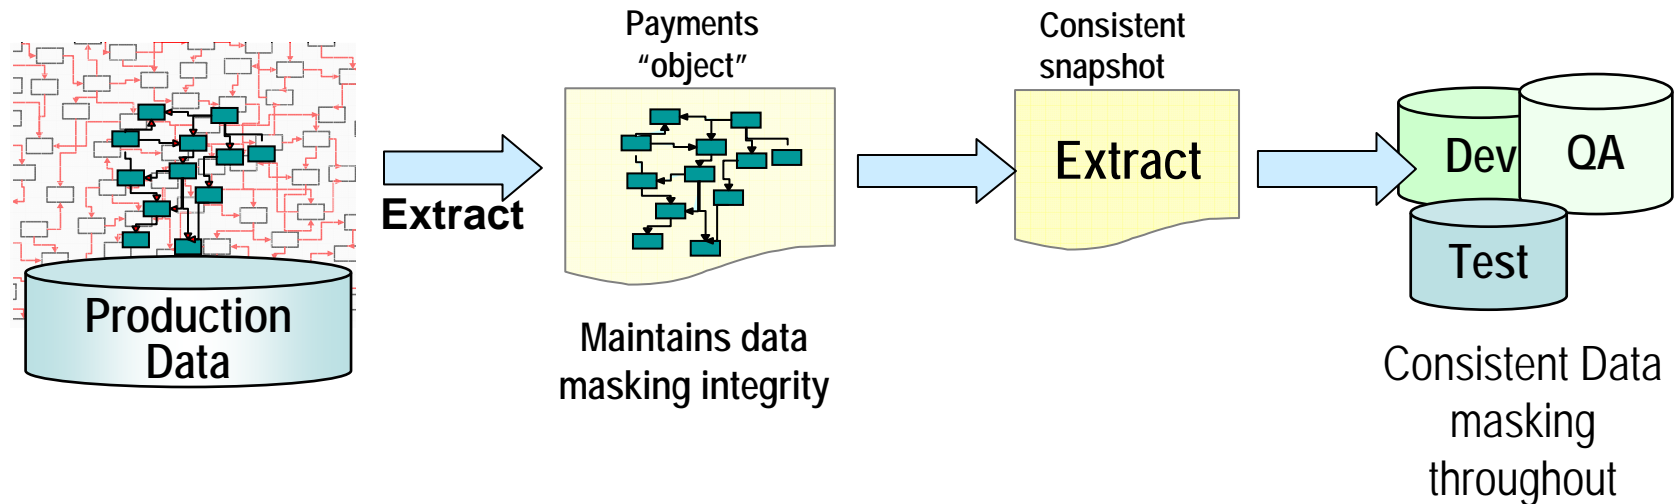 Production
Data
Extract
Payments
“object”
Maintains data
masking integrity
Consistent
snapshot
Extract
Dev
QA
Test
Consistent Data
masking
throughout